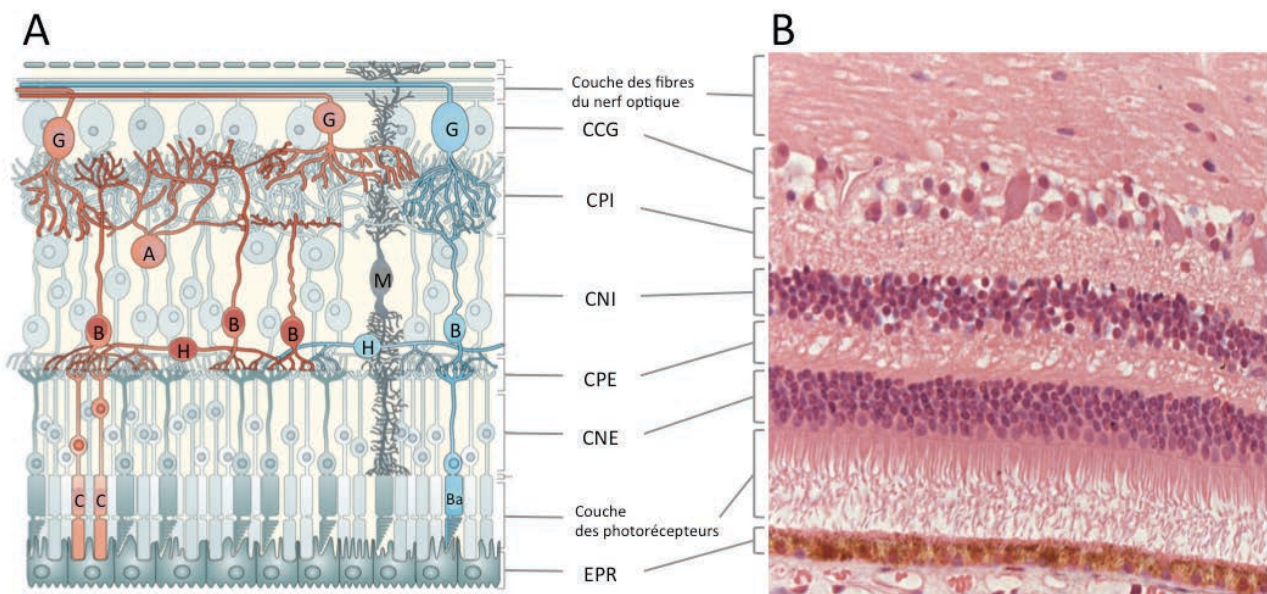 A
B
Couche des fibres
du nerf optique
CCG
CPI
CNI
CPE
CNE
Couche
des photorécepteurs
EPR
G
G
G
A
M
B
B
B
B
H
H
C
C
Ba